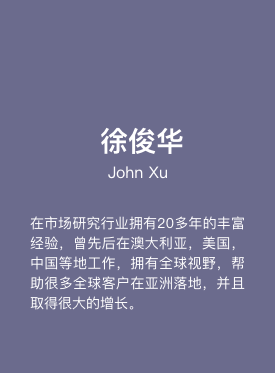 徐俊华
John Xu
在市场研究行业拥有20多年的丰富
经验，曾先后在澳大利亚，美国，
中国等地工作，拥有全球视野，帮
助很多全球客户在亚洲落地，并且
取得很大的增长。